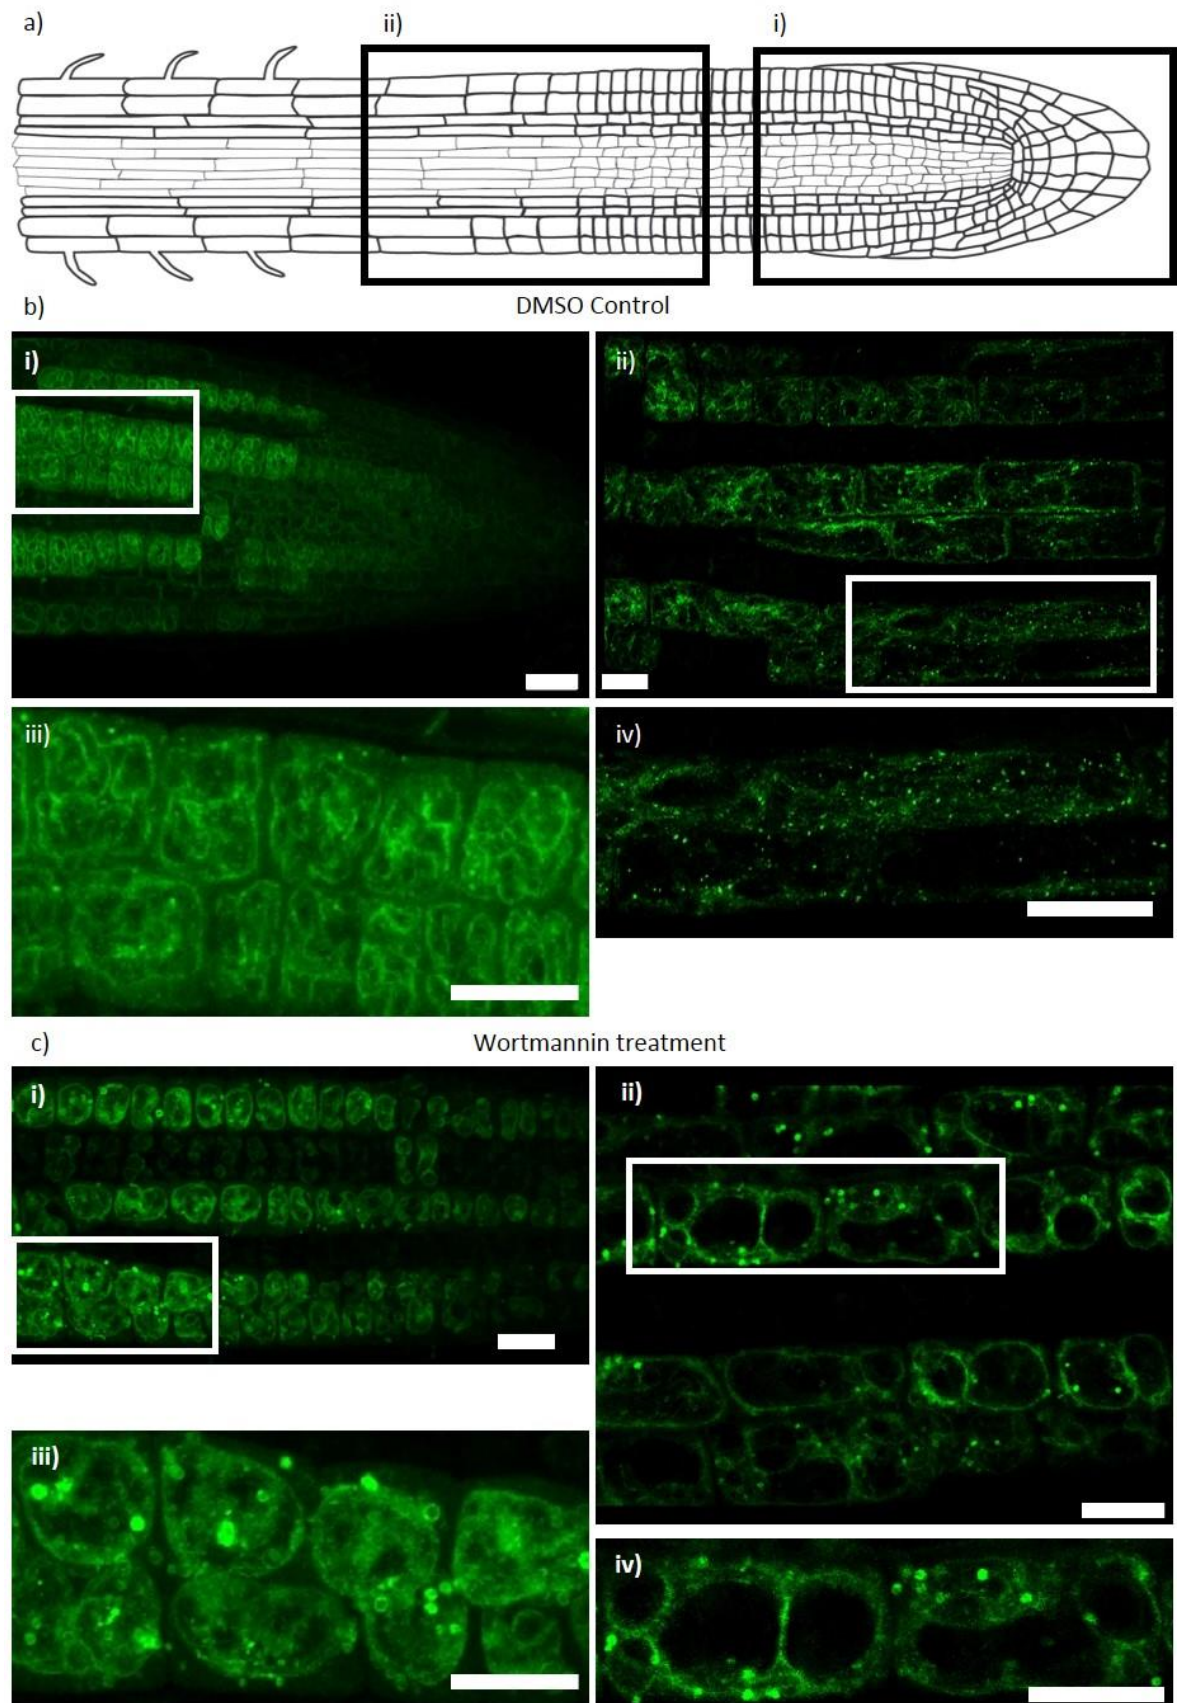 a)
ii)
i)
b)
DMSO Control
i)
ii)
iii)
iv)
c)
Wortmannin treatment
i)
ii)
iii)
iv)